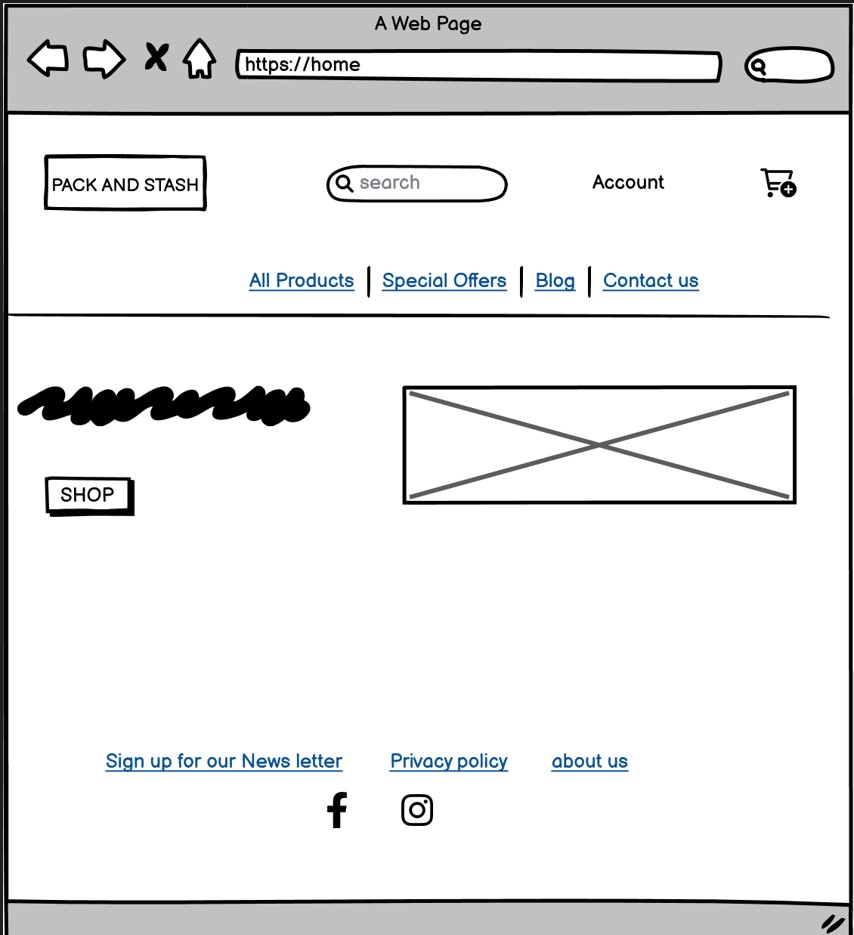 A Web Page
https://home
PACK AND STASH
search
Account
All Products | Special Offers | Blog | Contact us
SHOP
Sign up for our News letter
Privacy policy
about us